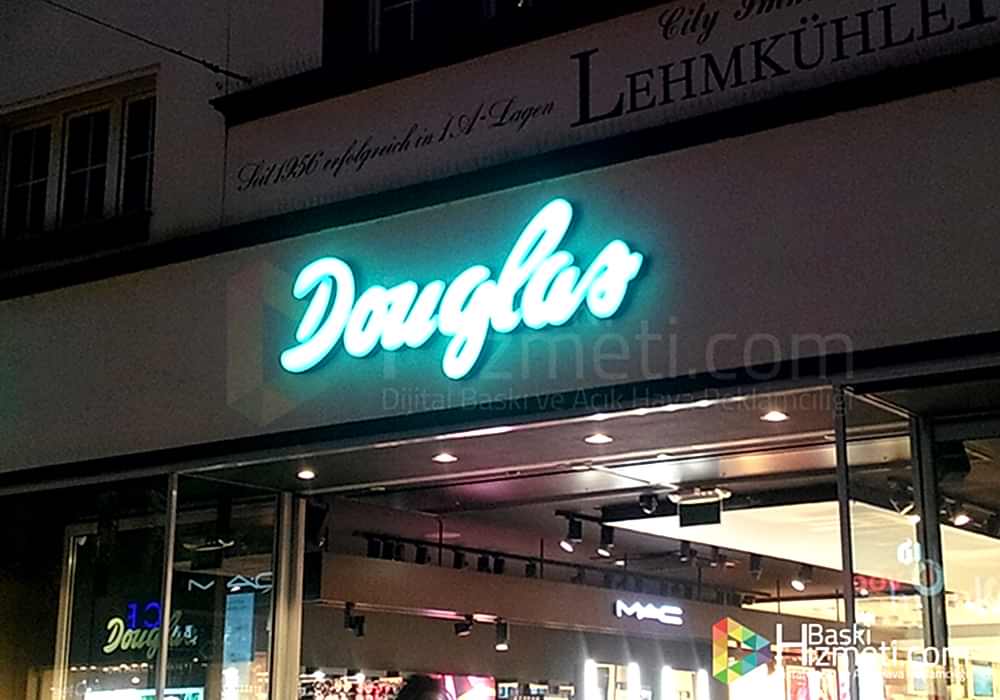 City Imm
LEHMKÜHLER
Seit 1956 erfolgreich in 1A-Lagen
Douglas
Hizmeti.com
Dijital Baskı ve Açık Hava Reklamcılığı
MAC
Douglas
MAC
Baskı
Hizmeti.com